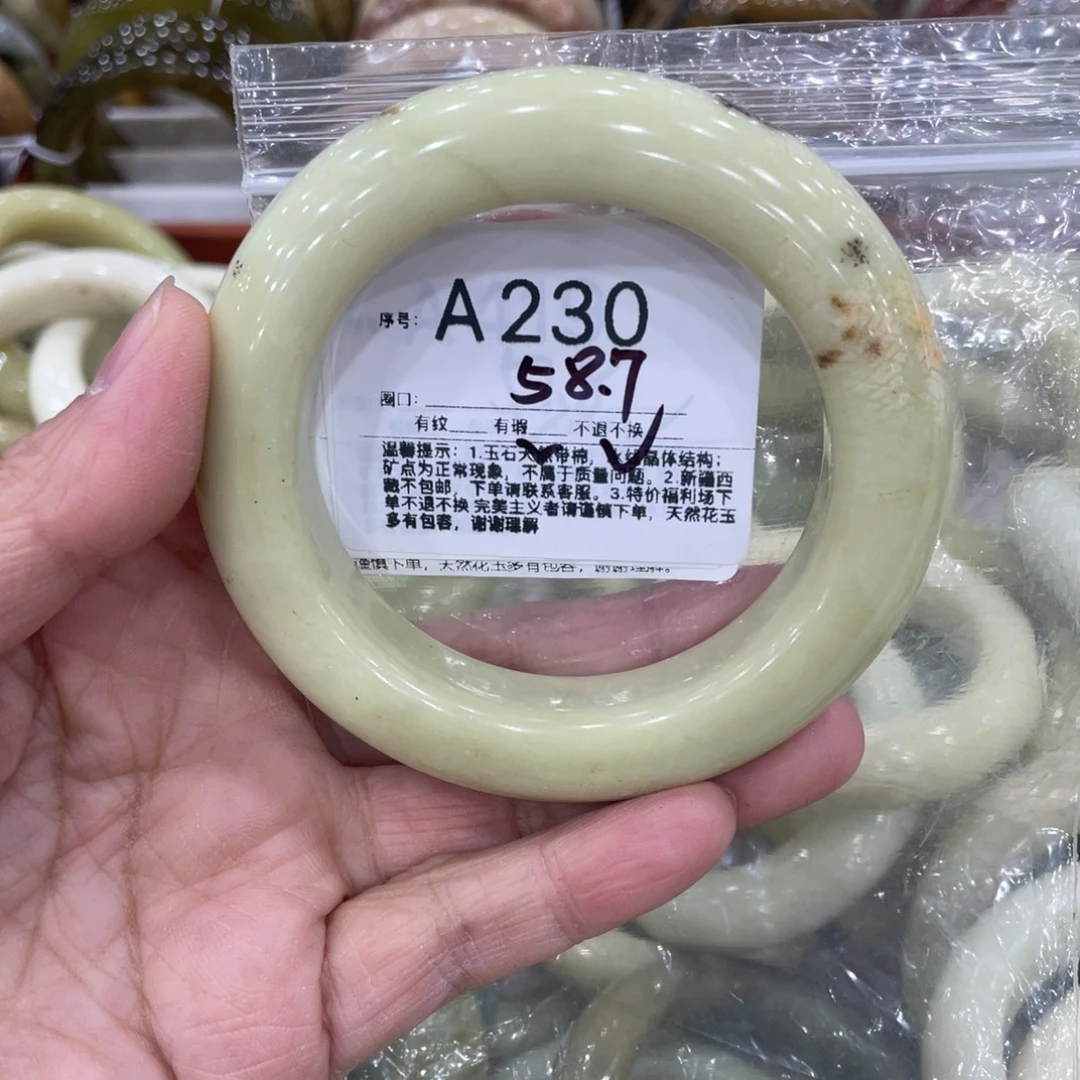 序号: A230
58.7
圈口:
有纹 有瑕 不退不换
温馨提示: 1.玉石天然带棉, 晶体结构;
矿点为正常现象, 不属于质量问题。2.新疆西
藏不包邮, 下单请联系客服。3.特价福利场下
单不退不换 完美主义者请谨慎下单, 天然花玉
多有包容, 谢谢理解
慎下单, 天然花玉多有包容, 谢谢理解。